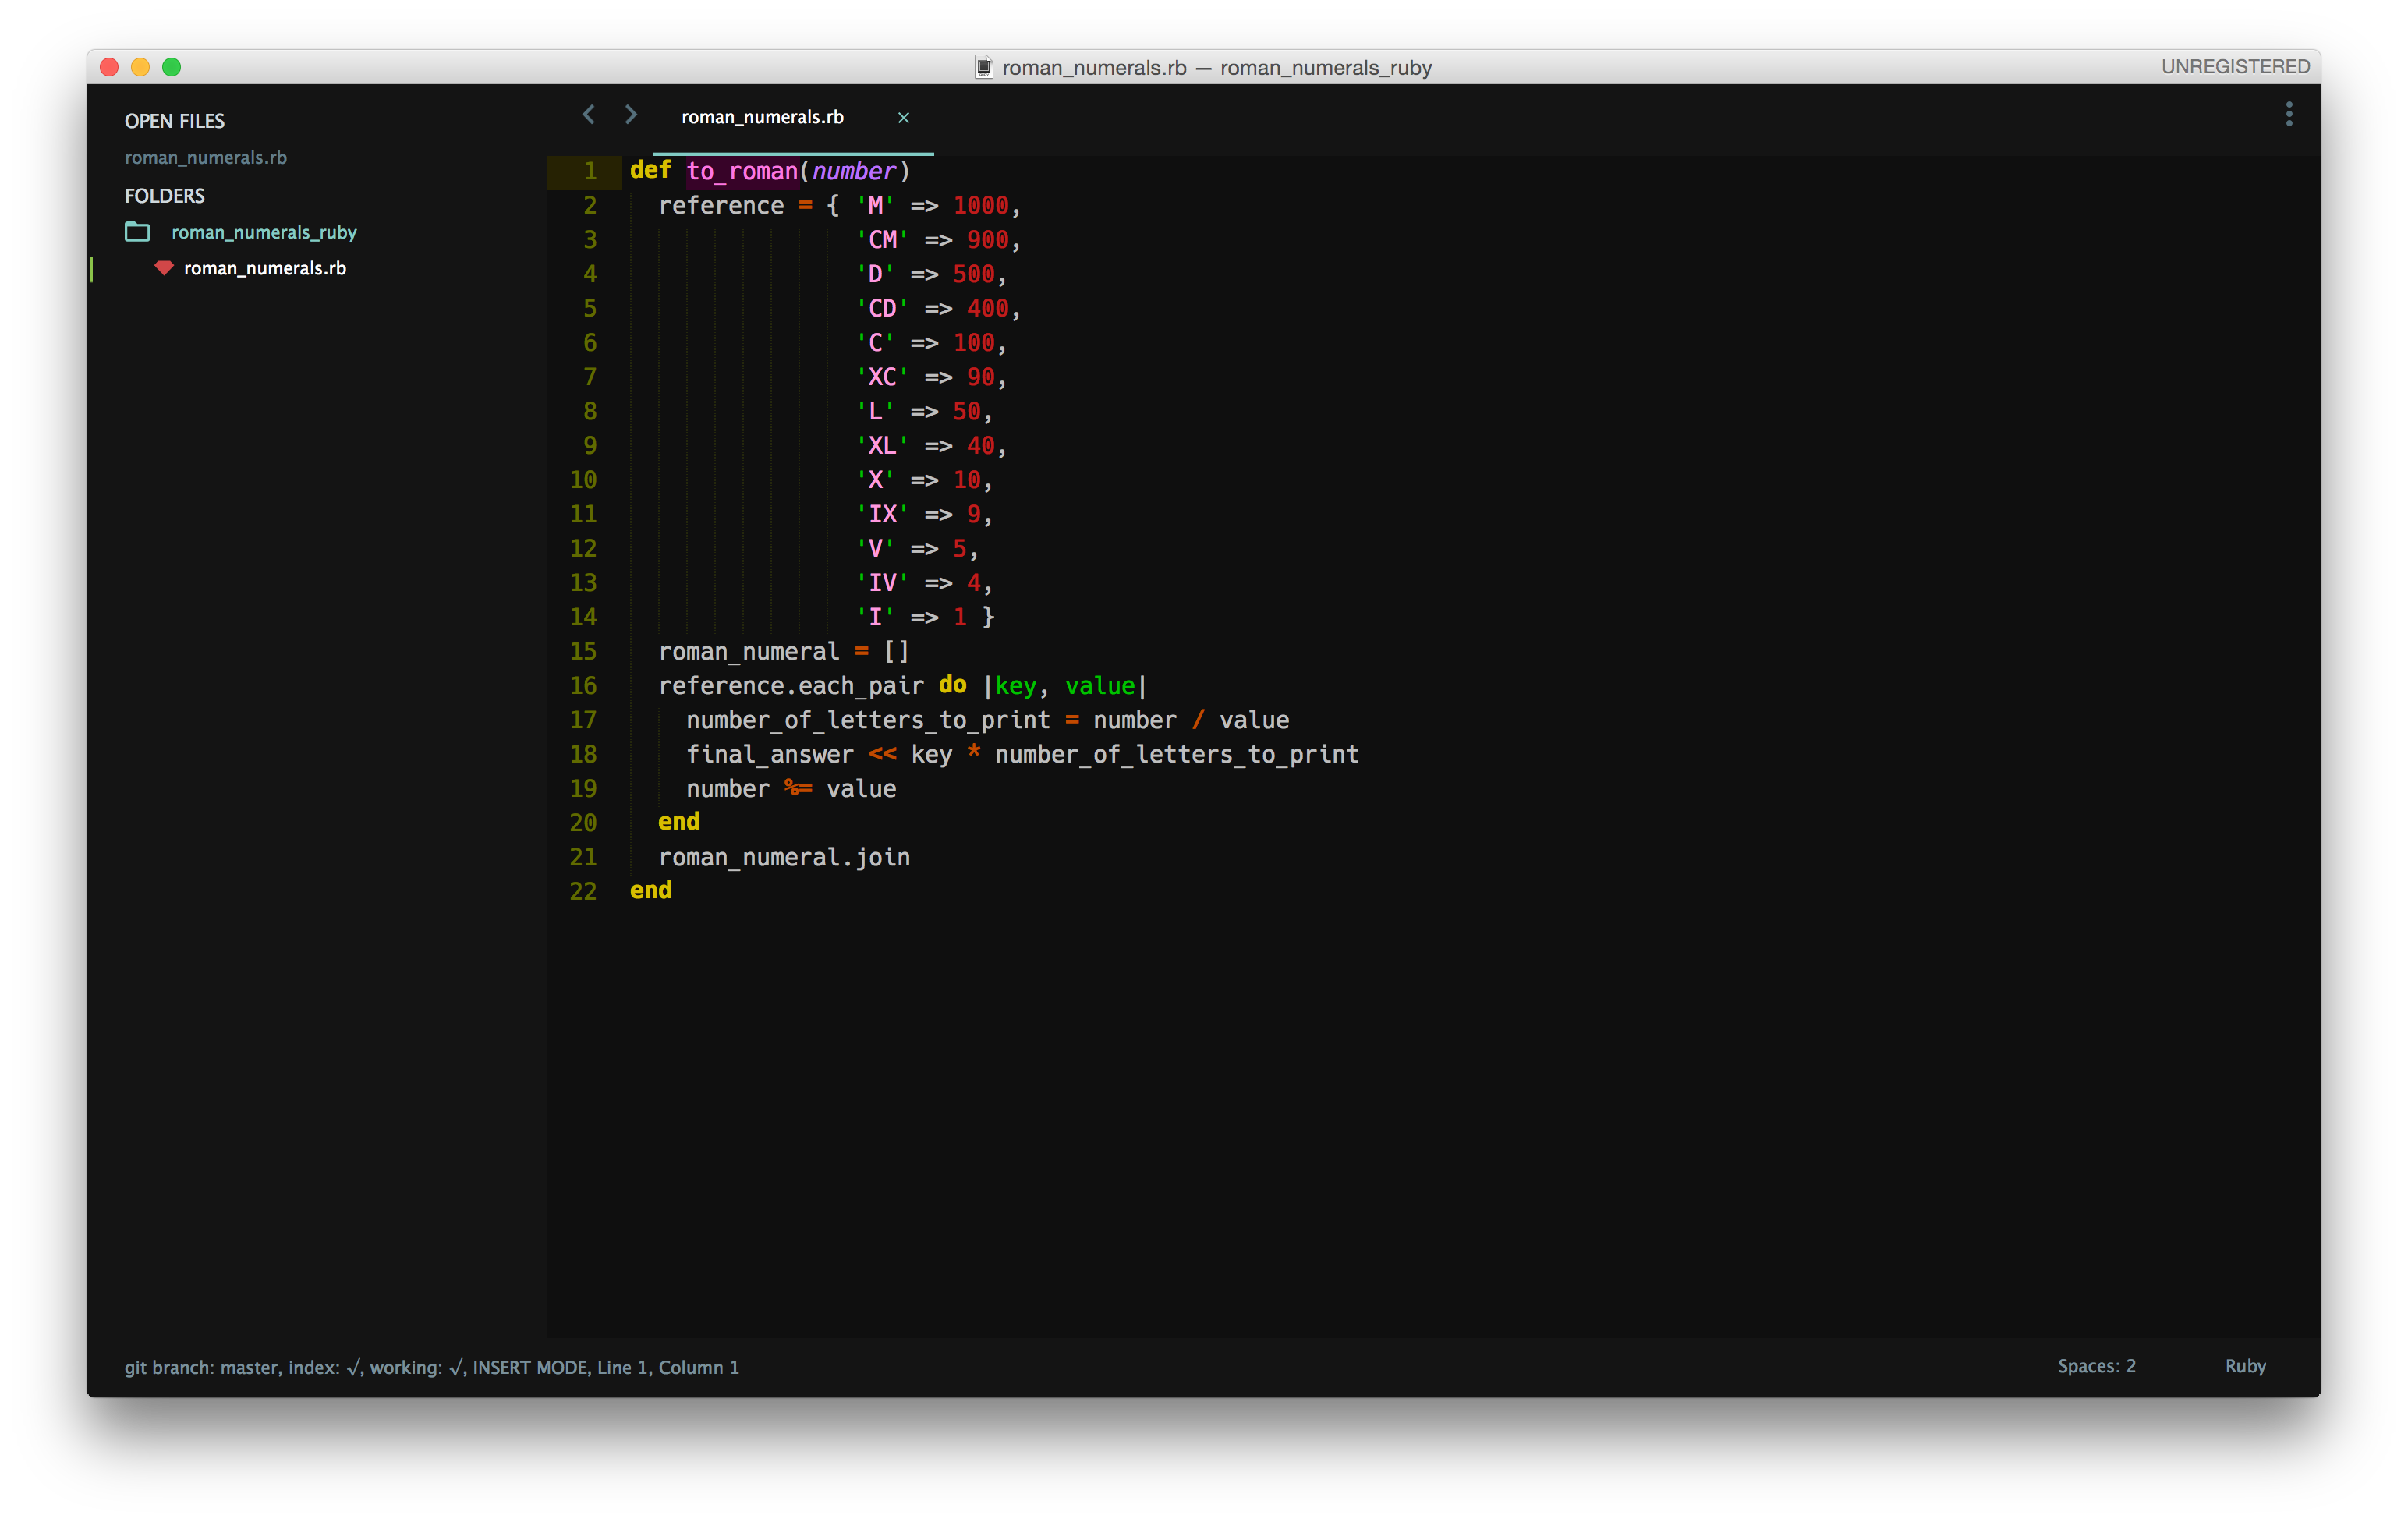 roman_numerals.rb — roman_numerals_ruby
UNREGISTERED
OPEN FILES
roman_numerals.rb
FOLDERS
roman_numerals_ruby
roman_numerals.rb
roman_numerals.rb ×
1 def to_roman(number)
2   reference = { 'M' => 1000,
3                 'CM' => 900,
4                 'D' => 500,
5                 'CD' => 400,
6                 'C' => 100,
7                 'XC' => 90,
8                 'L' => 50,
9                 'XL' => 40,
10                 'X' => 10,
11                 'IX' => 9,
12                 'V' => 5,
13                 'IV' => 4,
14                 'I' => 1 }
15   roman_numeral = []
16   reference.each_pair do |key, value|
17     number_of_letters_to_print = number / value
18     final_answer << key * number_of_letters_to_print
19     number %= value
20   end
21   roman_numeral.join
22 end
git branch: master, index: √, working: √, INSERT MODE, Line 1, Column 1
Spaces: 2
Ruby